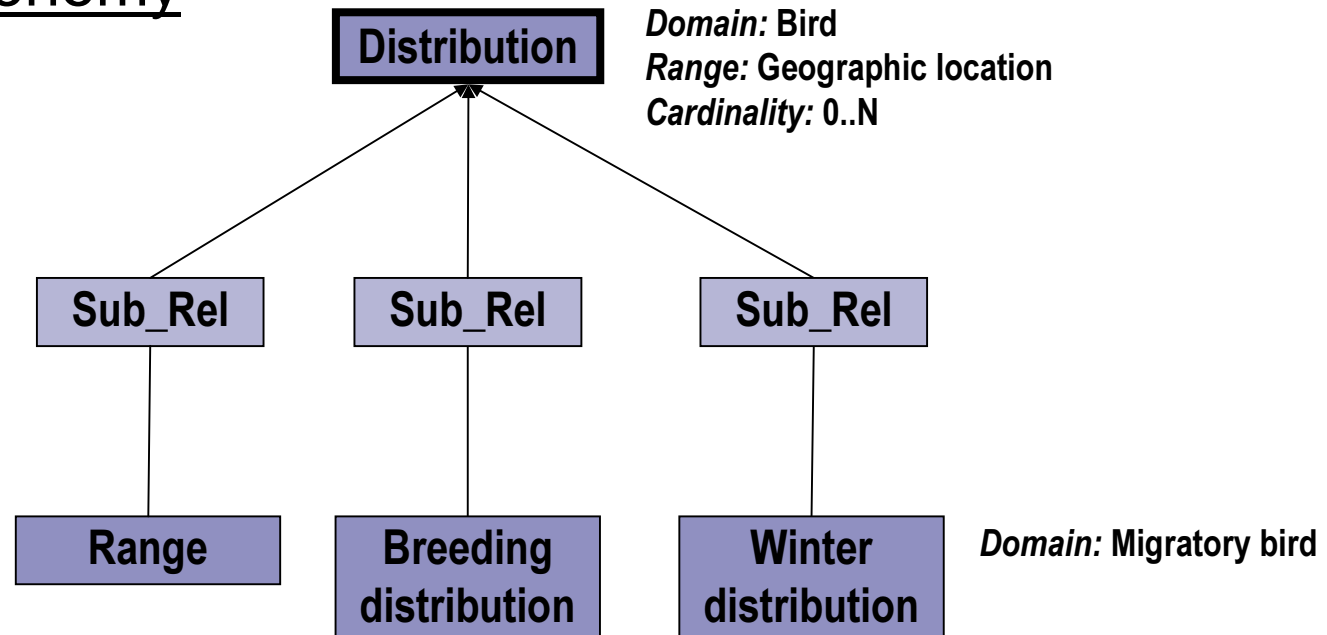 Distribution
Domain: Bird
Range: Geographic location
Cardinality: 0..N
Sub_Rel
Sub_Rel
Sub_Rel
Range
Breeding
distribution
Winter
distribution
Domain: Migratory bird